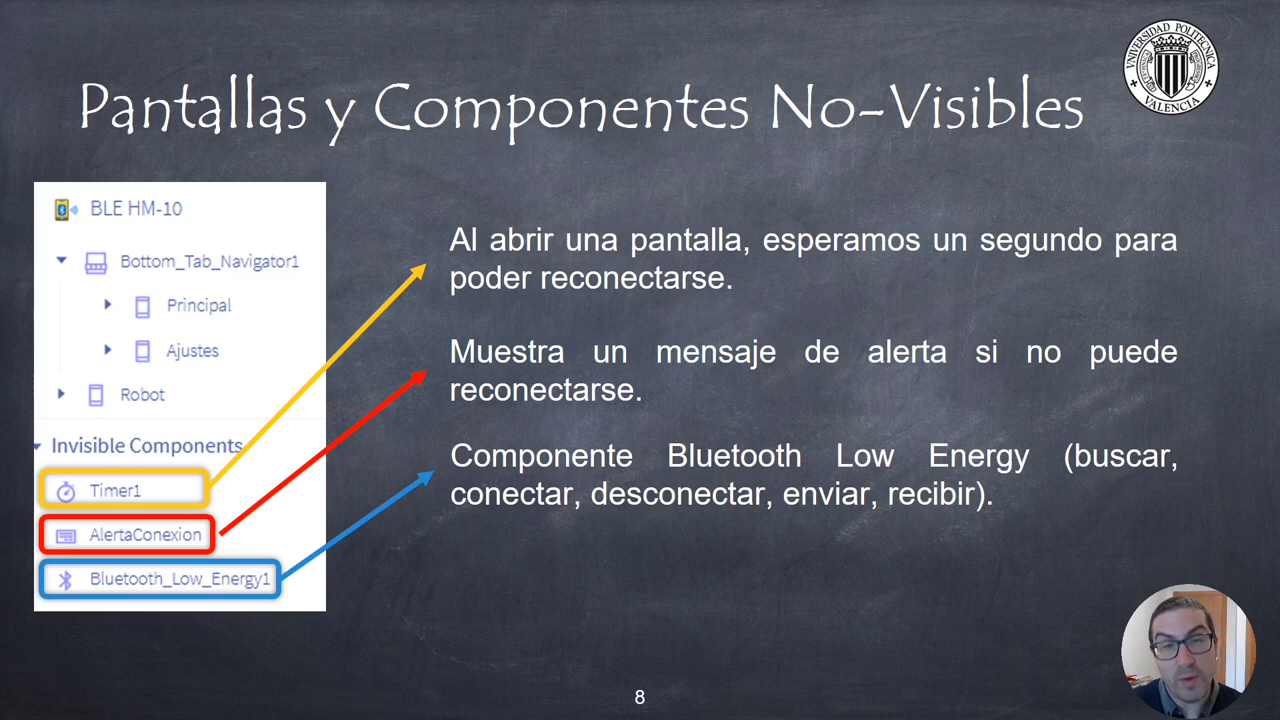 Pantallas y Componentes No-Visibles
UNIVERSIDAD POLITECNICA
VALENCIA
BLE HM-10
Bottom_Tab_Navigator1
Principal
Ajustes
Robot
Invisible Components
Timer1
AlertaConexion
Bluetooth_Low_Energy1
Al abrir una pantalla, esperamos un segundo para
poder reconectarse.
Muestra un mensaje de alerta si no puede
reconectarse.
Componente Bluetooth Low Energy (buscar,
conectar, desconectar, enviar, recibir).
8